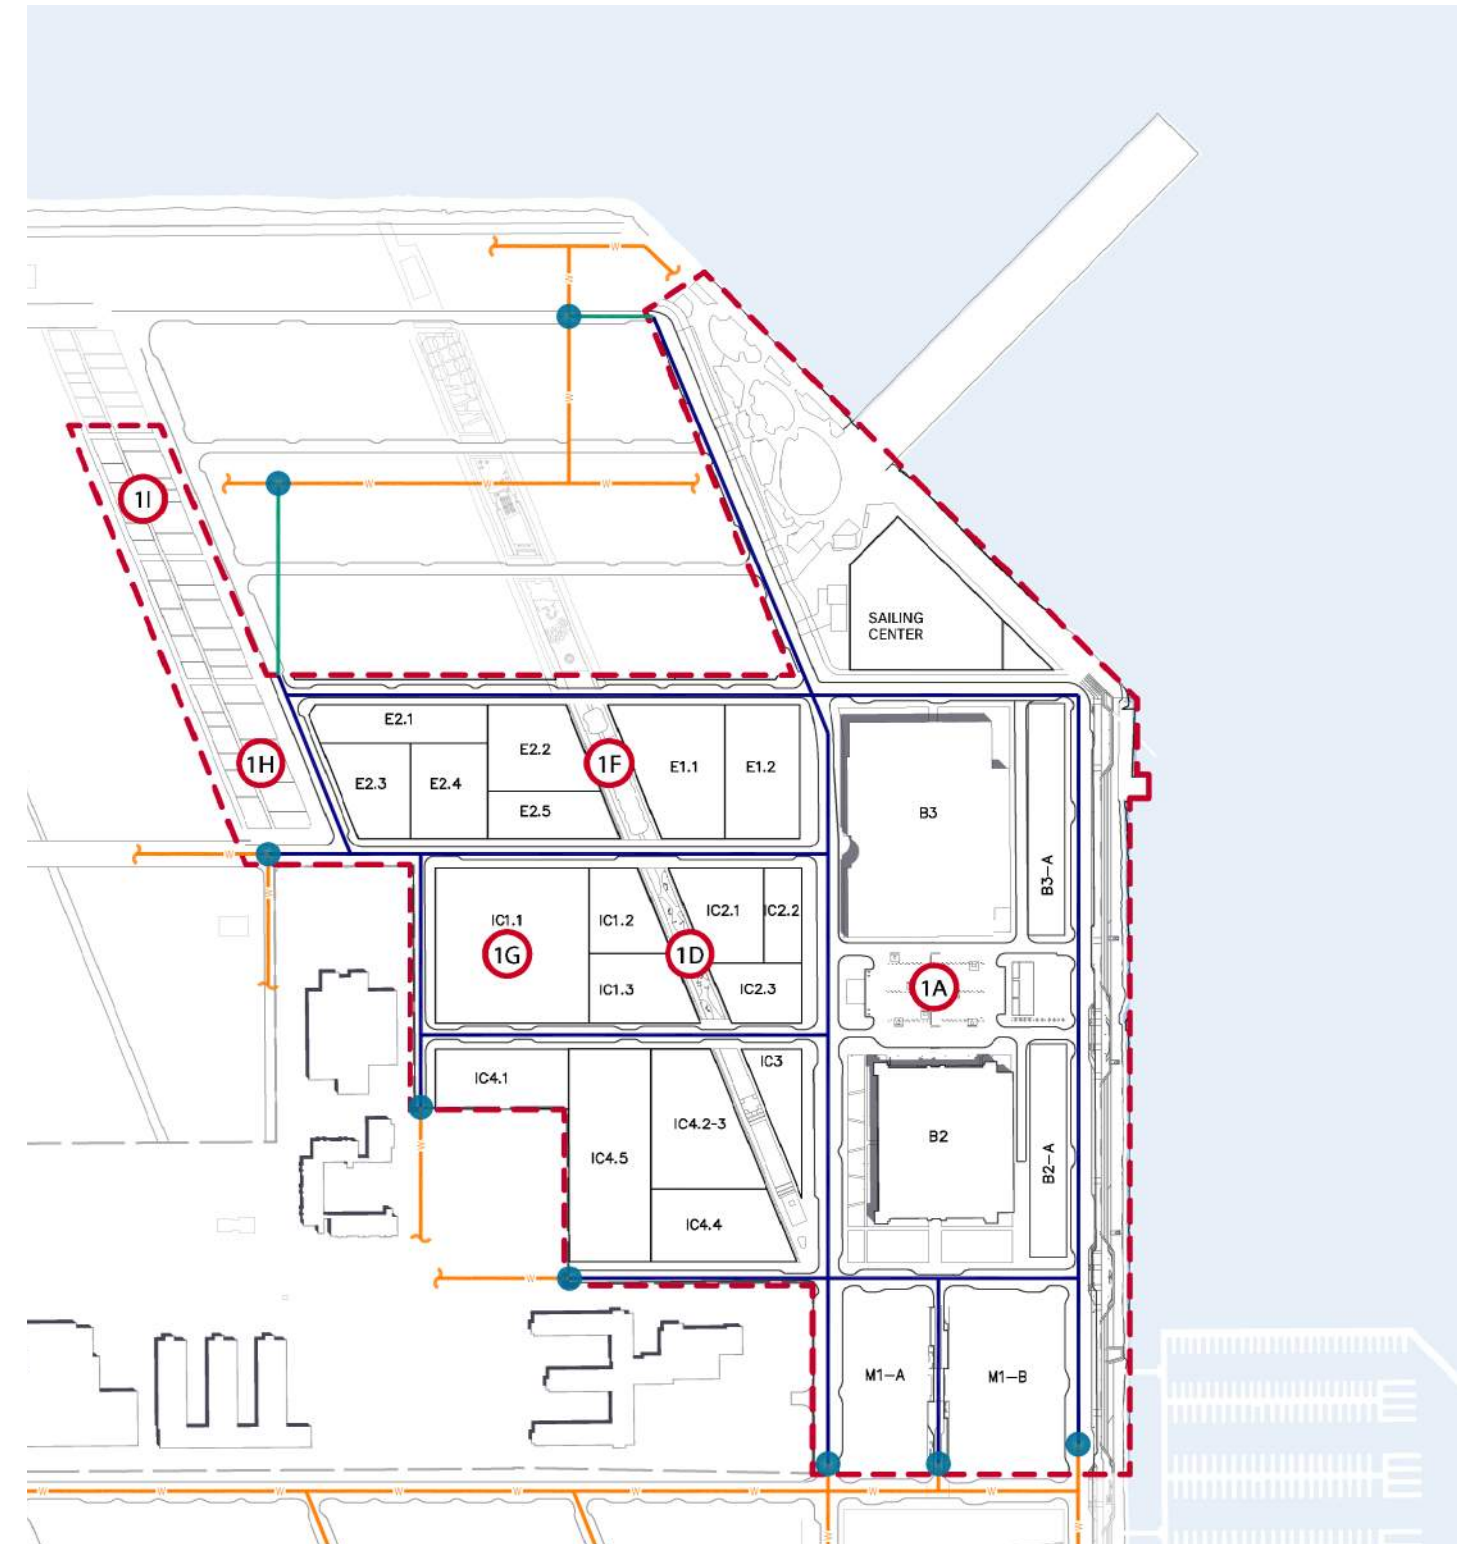 W
W
W
1I
W
W
W
SAILING
CENTER
E2.1
E2.2
1H
1F
E1.1
E1.2
E2.3
E2.4
E2.5
B3
W
B3-A
W
IC1.1
IC1.2
IC2.1
IC2.2
1G
1D
IC1.3
IC2.3
1A
IC3
IC4.1
IC4.2-3
W
B2
IC4.5
B2-A
IC4.4
W
M1-A
M1-B
W
W
W
W
W
W
W
W
W
W